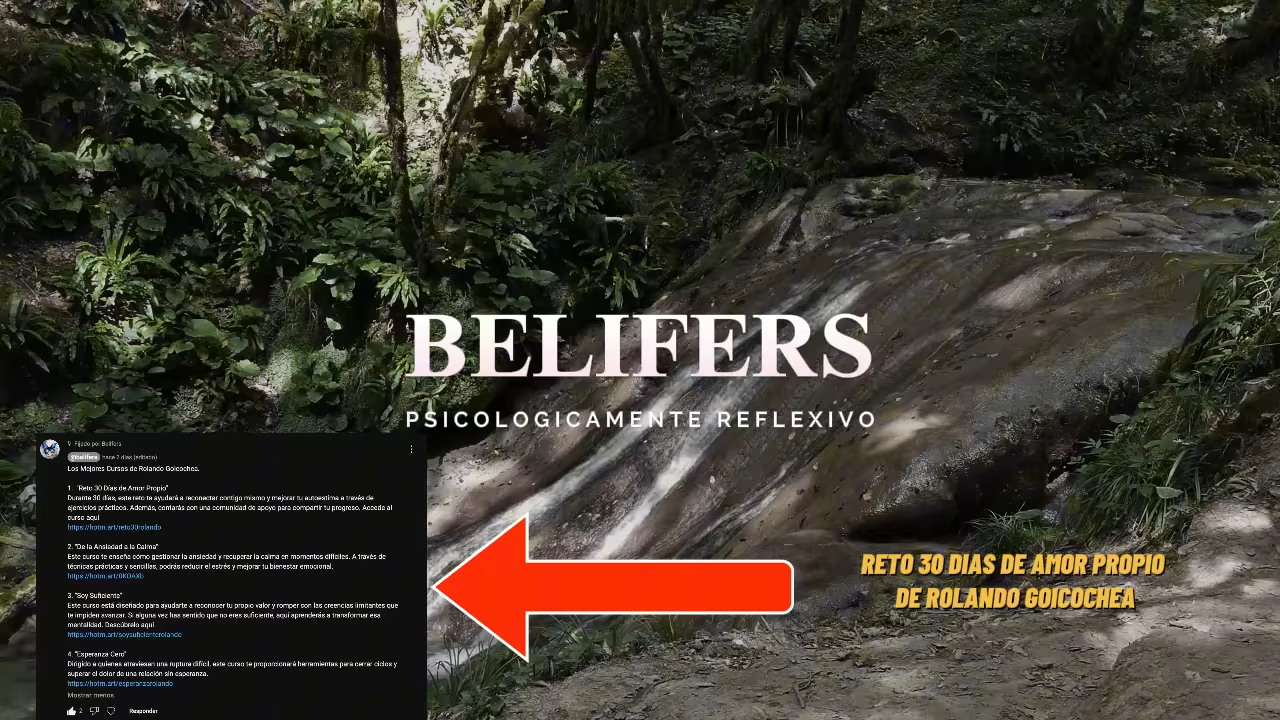 BELIFERS
PSICOLOGICAMENTE REFLEXIVO
Fijado por Belifers
@belifers hace 2 días (editado)
Los Mejores Cursos de Rolando Goicochea.
1. "Reto 30 Días de Amor Propio"
Durante 30 días, este reto te ayudará a reconectar contigo mismo y mejorar tu autoestima a través de
ejercicios prácticos. Además, contarás con una comunidad de apoyo para compartir tu progreso. Accede al
curso aquí
https://hotm.art/reto30rolando
2. "De la Ansiedad a la Calma"
Este curso te enseña cómo gestionar la ansiedad y recuperar la calma en momentos difíciles. A través de
técnicas prácticas y sencillas, podrás reducir el estrés y mejorar tu bienestar emocional.
https://hotm.art/0KOAXb
3. "Soy Suficiente"
Este curso está diseñado para ayudarte a reconocer tu propio valor y romper con las creencias limitantes que
te impiden avanzar. Si alguna vez has sentido que no eres suficiente, aquí aprenderás a transformar esa
mentalidad. Descúbrelo aquí
https://hotm.art/soysuficienterolando
4. "Esperanza Cero"
Dirigido a quienes atraviesan una ruptura difícil, este curso te proporcionará herramientas para cerrar ciclos y
superar el dolor de una relación sin esperanza.
https://hotm.art/esperanzarolando
Mostrar menos
2 Responder
RETO 30 DIAS DE AMOR PROPIO
DE ROLANDO GOICOCHEA